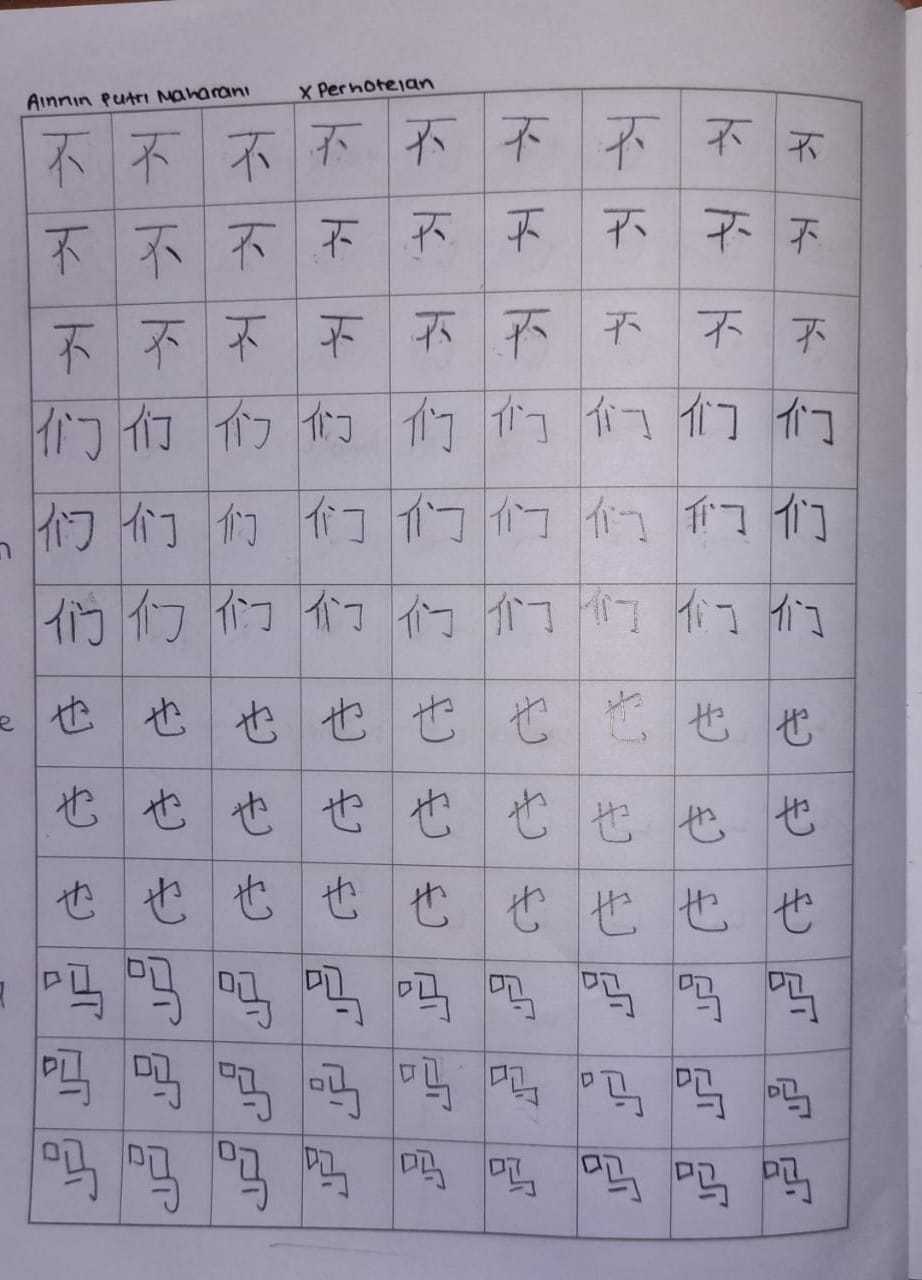 Ainnin Putri Maharani X Perhotelan
不 不 不 不 不 不 不 不 不
不 不 不 不 不 不 不 不 不
不 不 不 不 不 不 不 不 不
们 们 们 们 们 们 们 们 们
们 们 们 们 们 们 们 们 们
们 们 们 们 们 们 们 们 们
也 也 也 也 也 也 也 也 也
也 也 也 也 也 也 也 也 也
也 也 也 也 也 也 也 也 也
吗 吗 吗 吗 吗 吗 吗 吗 吗
吗 吗 吗 吗 吗 吗 吗 吗 吗
吗 吗 吗 吗 吗 吗 吗 吗 吗